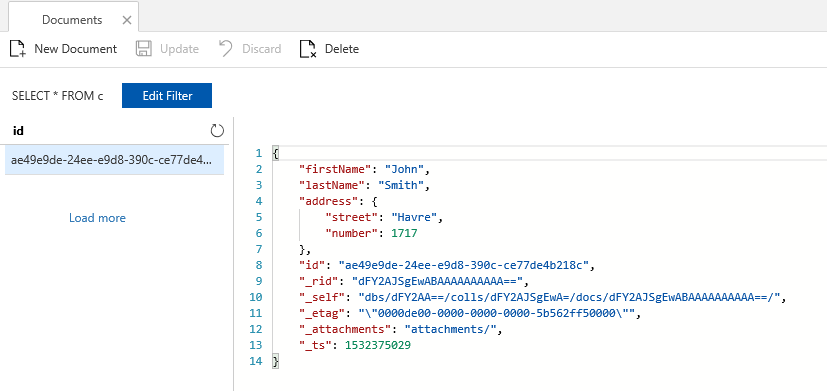 Documents
New Document Update Discard Delete
SELECT * FROM c Edit Filter
id
ae49e9de-24ee-e9d8-390c-ce77de4...
Load more
1 {
2 "firstName": "John",
3 "lastName": "Smith",
4 "address": {
5 "street": "Havre",
6 "number": 1717
7 },
8 "id": "ae49e9de-24ee-e9d8-390c-ce77de4b218c",
9 "_rid": "dFY2AJSgEwABAAAAAAAAAA==",
10 "_self": "dbs/dFY2AA==/colls/dFY2AJSgEwA=/docs/dFY2AJSgEwABAAAAAAAAAA==/",
11 "_etag": "\"0000de00-0000-0000-0000-5b562ff50000\"",
12 "_attachments": "attachments/",
13 "_ts": 1532375029
14 }